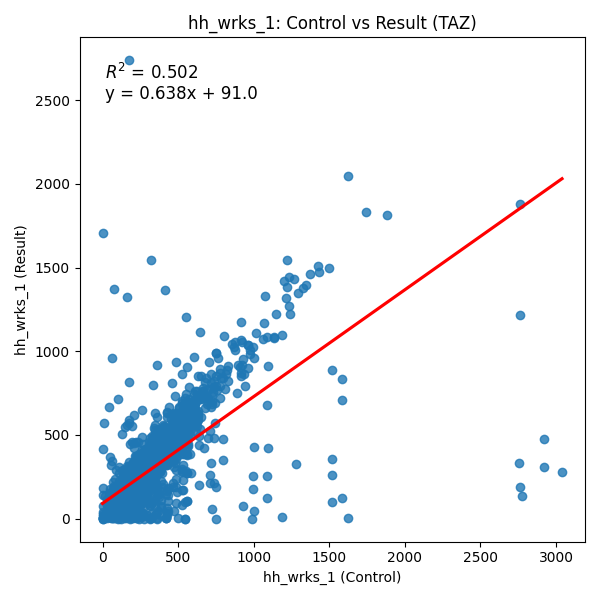 hh_wrks_1: Control vs Result (TAZ)
R² = 0.502
y = 0.638x + 91.0
hh_wrks_1 (Result)
2500
2000
1500
1000
500
0
0 500 1000 1500 2000 2500 3000
hh_wrks_1 (Control)